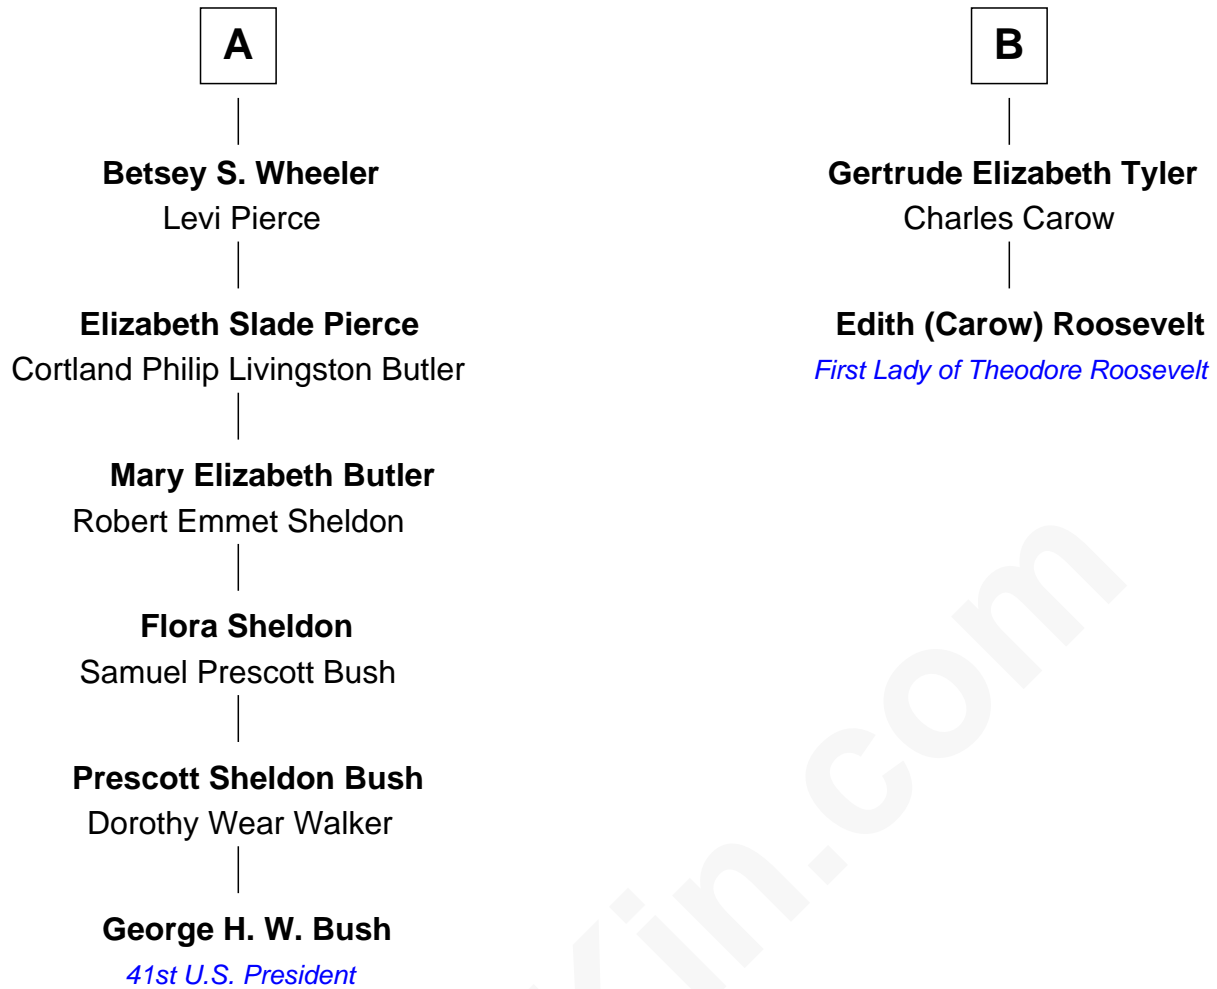 A
Betsey S. Wheeler
Levi Pierce
Elizabeth Slade Pierce
Cortland Philip Livingston Butler
Mary Elizabeth Butler
Robert Emmet Sheldon
Flora Sheldon
Samuel Prescott Bush
Prescott Sheldon Bush
Dorothy Wear Walker
George H. W. Bush
41st U.S. President
B
Gertrude Elizabeth Tyler
Charles Carow
Edith (Carow) Roosevelt
First Lady of Theodore Roosevelt
Kin.com